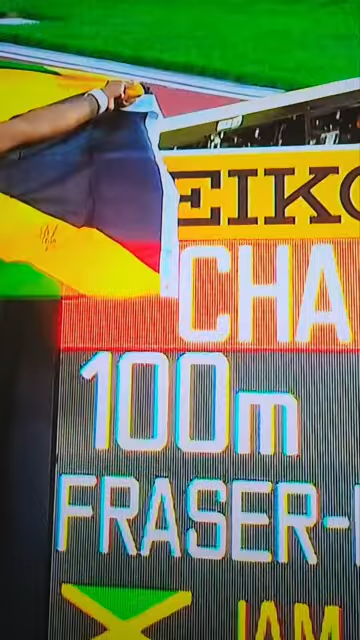 EIKO
CHA
100m
FRASER-
JAM